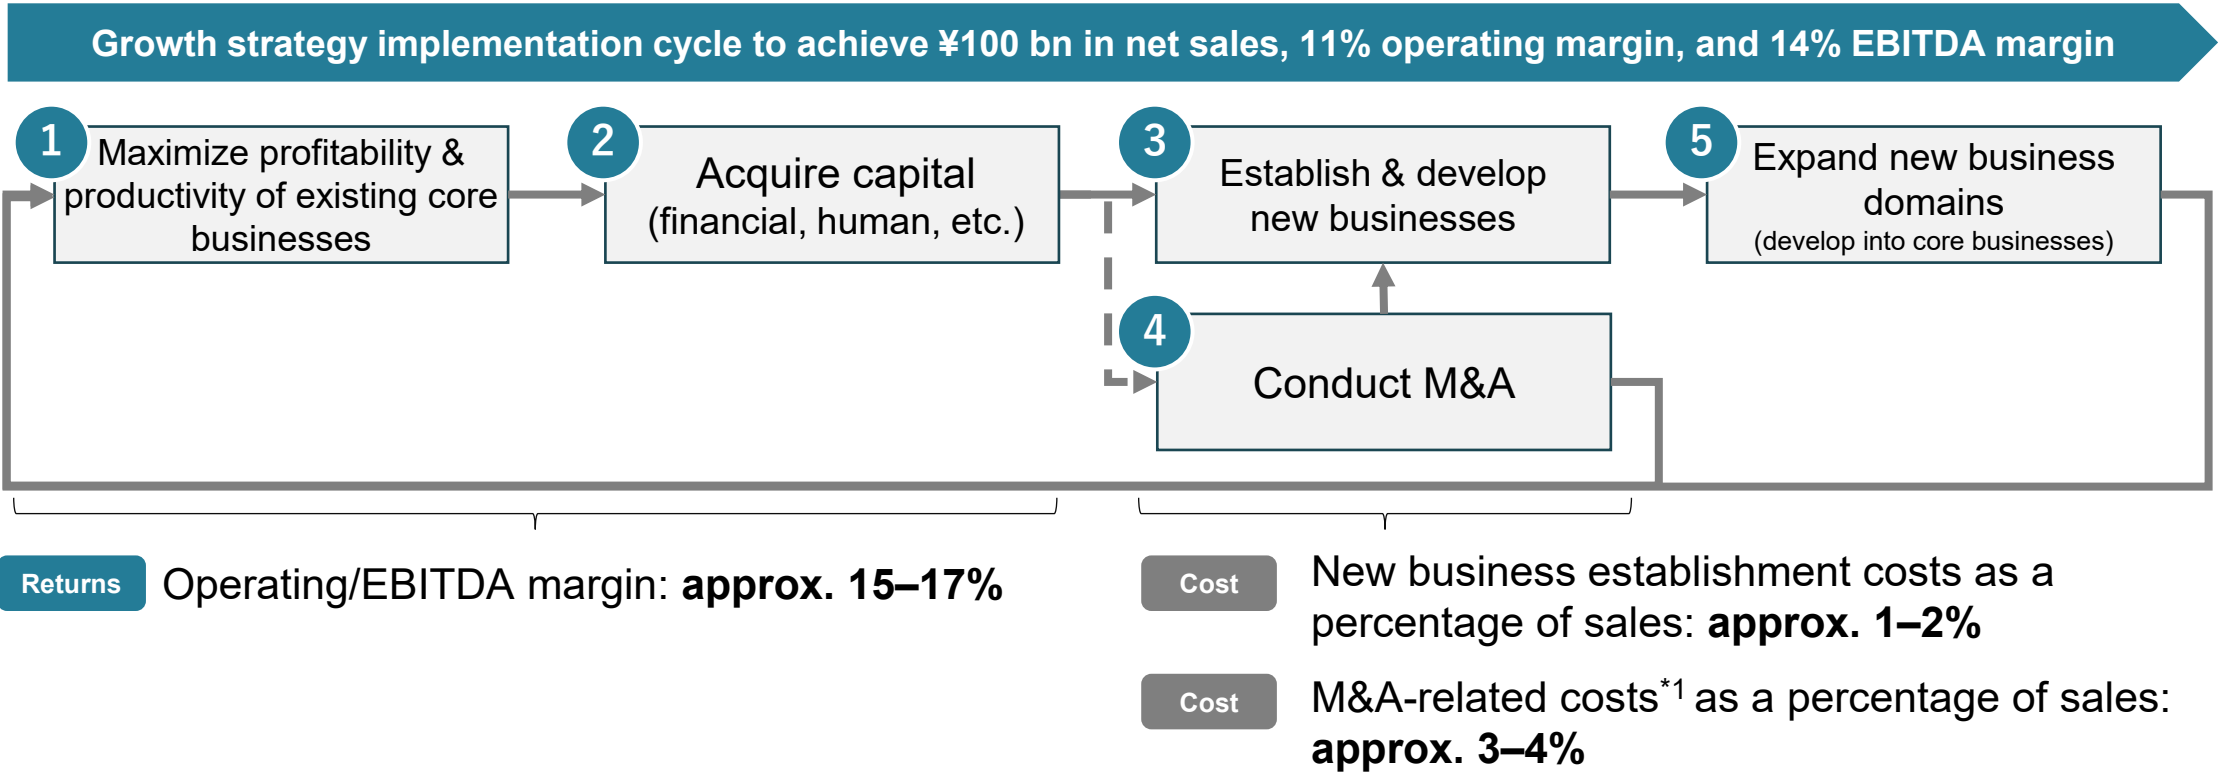 Growth strategy implementation cycle to achieve ¥100 bn in net sales, 11% operating margin, and 14% EBITDA margin
1
Maximize profitability &
productivity of existing core
businesses
2
Acquire capital
(financial, human, etc.)
3
Establish & develop
new businesses
4
Conduct M&A
5
Expand new business
domains
(develop into core businesses)
Returns
Operating/EBITDA margin: approx. 15–17%
Cost
New business establishment costs as a
percentage of sales: approx. 1–2%
Cost
M&A-related costs*1 as a percentage of sales:
approx. 3–4%